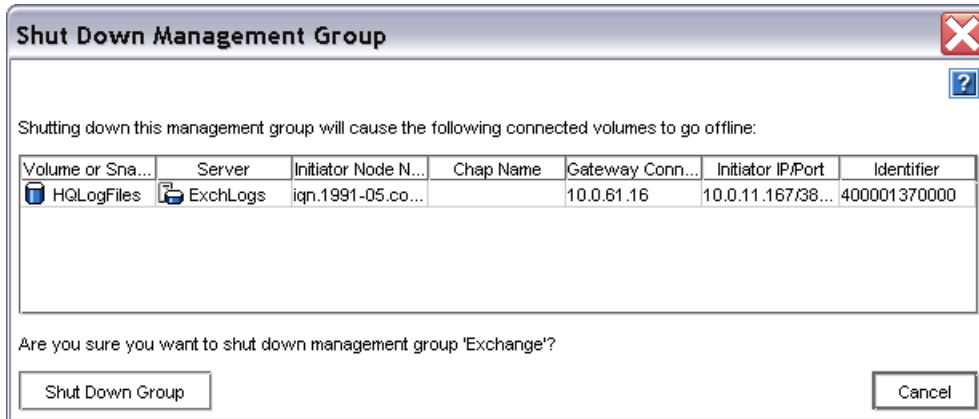 Shut Down Management Group
?
Shutting down this management group will cause the following connected volumes to go offline:
Volume or Sna... Server Initiator Node N... Chap Name Gateway Conn... Initiator IP/Port Identifier
HQLogFiles ExchLogs iqn.1991-05.co... 10.0.61.16 10.0.11.167/38... 400001370000
Are you sure you want to shut down management group 'Exchange'?
Shut Down Group Cancel